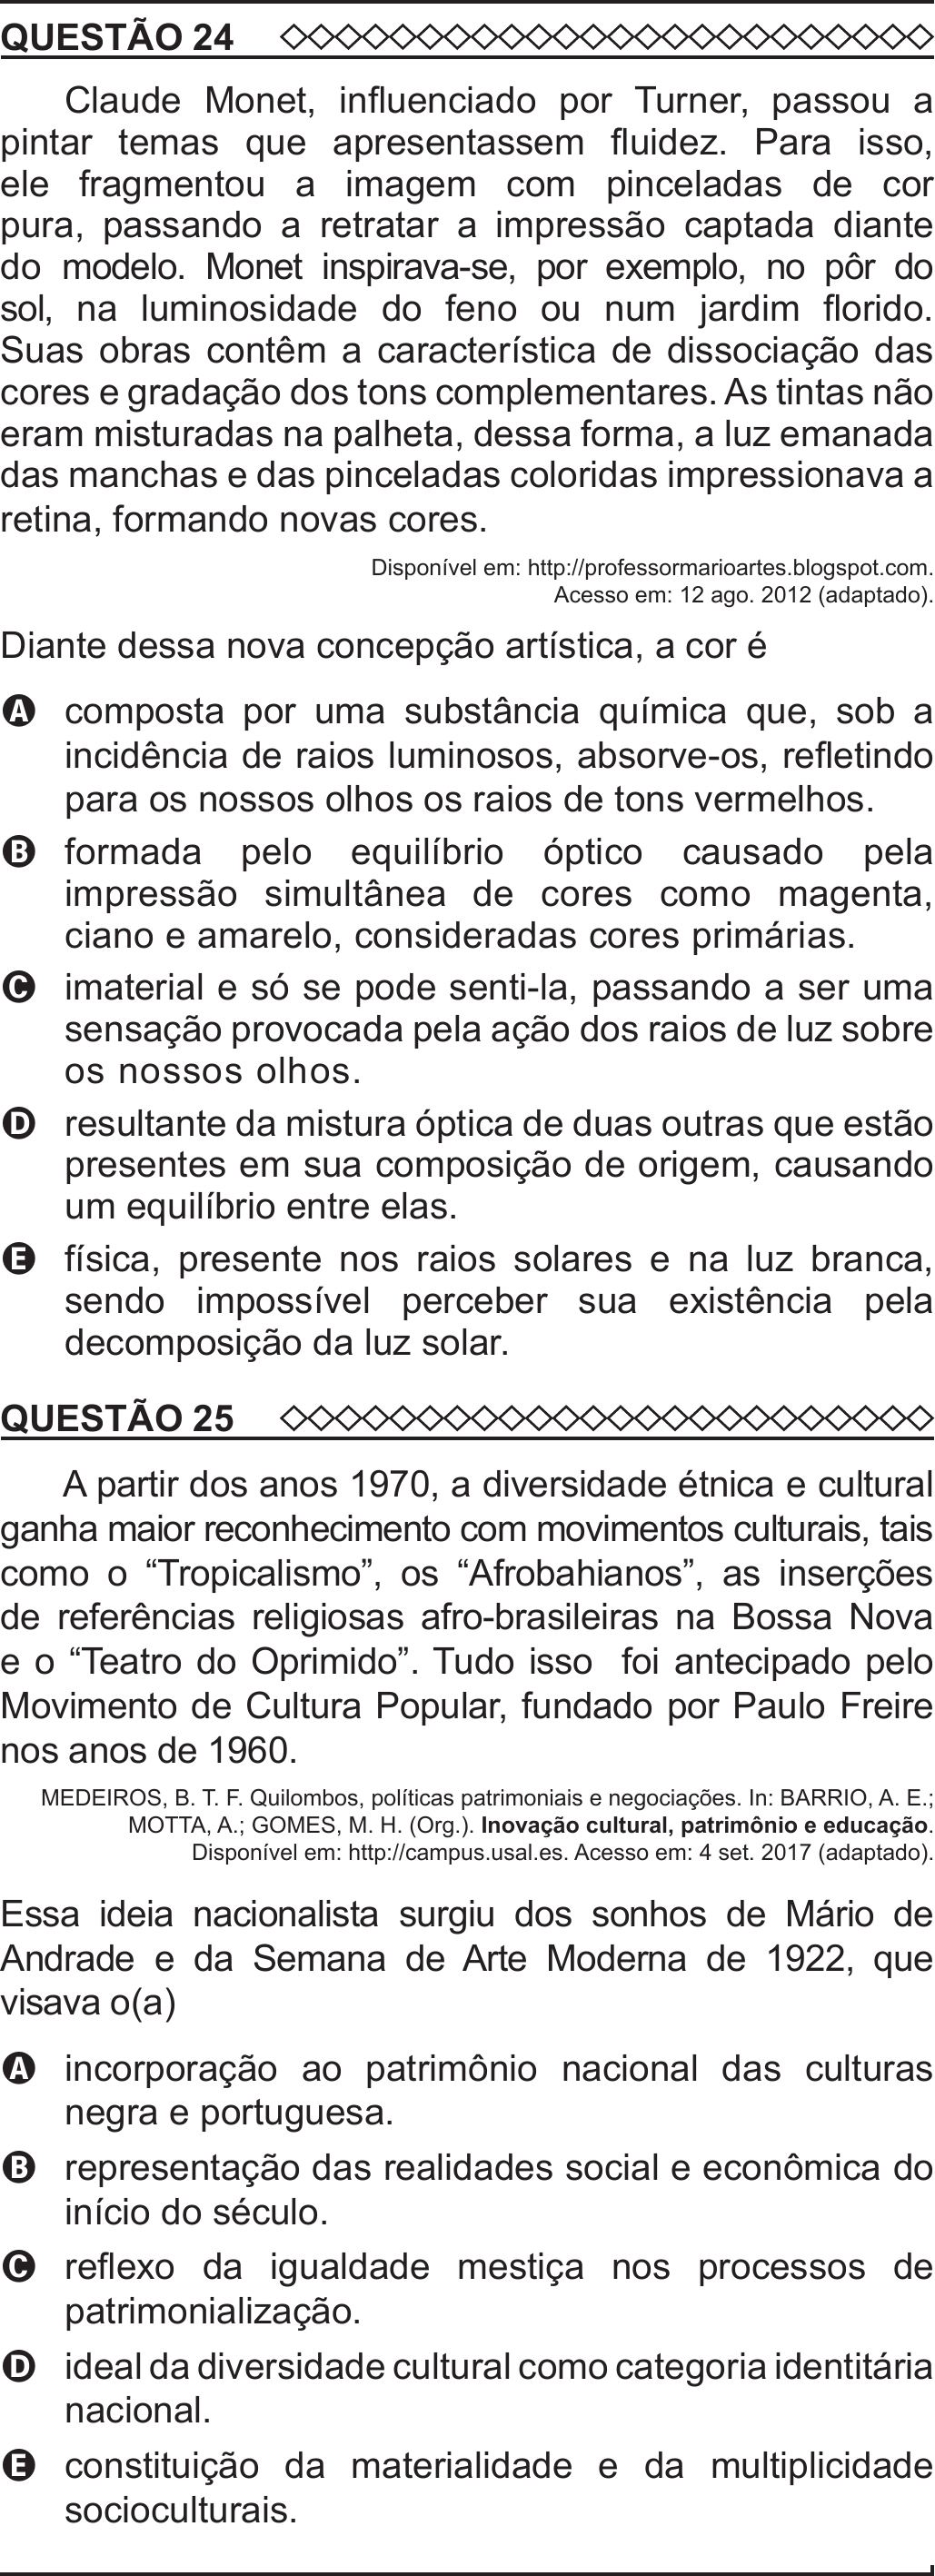 QUESTÃO 24
Claude Monet, influenciado por Turner, passou a
pintar temas que apresentassem fluidez. Para isso,
ele fragmentou a imagem com pinceladas de cor
pura, passando a retratar a impressão captada diante
do modelo. Monet inspirava-se, por exemplo, no pôr do
sol, na luminosidade do feno ou num jardim florido.
Suas obras contêm a característica de dissociação das
cores e gradação dos tons complementares. As tintas não
eram misturadas na palheta, dessa forma, a luz emanada
das manchas e das pinceladas coloridas impressionava a
retina, formando novas cores.
Disponível em: http://professormarioartes.blogspot.com.
Acesso em: 12 ago. 2012 (adaptado).
Diante dessa nova concepção artística, a cor é
A composta por uma substância química que, sob a
incidência de raios luminosos, absorve-os, refletindo
para os nossos olhos os raios de tons vermelhos.
B formada pelo equilíbrio óptico causado pela
impressão simultânea de cores como magenta,
ciano e amarelo, consideradas cores primárias.
C imaterial e só se pode senti-la, passando a ser uma
sensação provocada pela ação dos raios de luz sobre
os nossos olhos.
D resultante da mistura óptica de duas outras que estão
presentes em sua composição de origem, causando
um equilíbrio entre elas.
E física, presente nos raios solares e na luz branca,
sendo impossível perceber sua existência pela
decomposição da luz solar.
QUESTÃO 25
A partir dos anos 1970, a diversidade étnica e cultural
ganha maior reconhecimento com movimentos culturais, tais
como o “Tropicalismo”, os “Afrobahianos”, as inserções
de referências religiosas afro-brasileiras na Bossa Nova
e o “Teatro do Oprimido”. Tudo isso foi antecipado pelo
Movimento de Cultura Popular, fundado por Paulo Freire
nos anos de 1960.
MEDEIROS, B. T. F. Quilombos, políticas patrimoniais e negociações. In: BARRIO, A. E.;
MOTTA, A.; GOMES, M. H. (Org.). Inovação cultural, patrimônio e educação.
Disponível em: http://campus.usal.es. Acesso em: 4 set. 2017 (adaptado).
Essa ideia nacionalista surgiu dos sonhos de Mário de
Andrade e da Semana de Arte Moderna de 1922, que
visava o(a)
A incorporação ao patrimônio nacional das culturas
negra e portuguesa.
B representação das realidades social e econômica do
início do século.
C reflexo da igualdade mestiça nos processos de
patrimonialização.
D ideal da diversidade cultural como categoria identitária
nacional.
E constituição da materialidade e da multiplicidade
socioculturais.